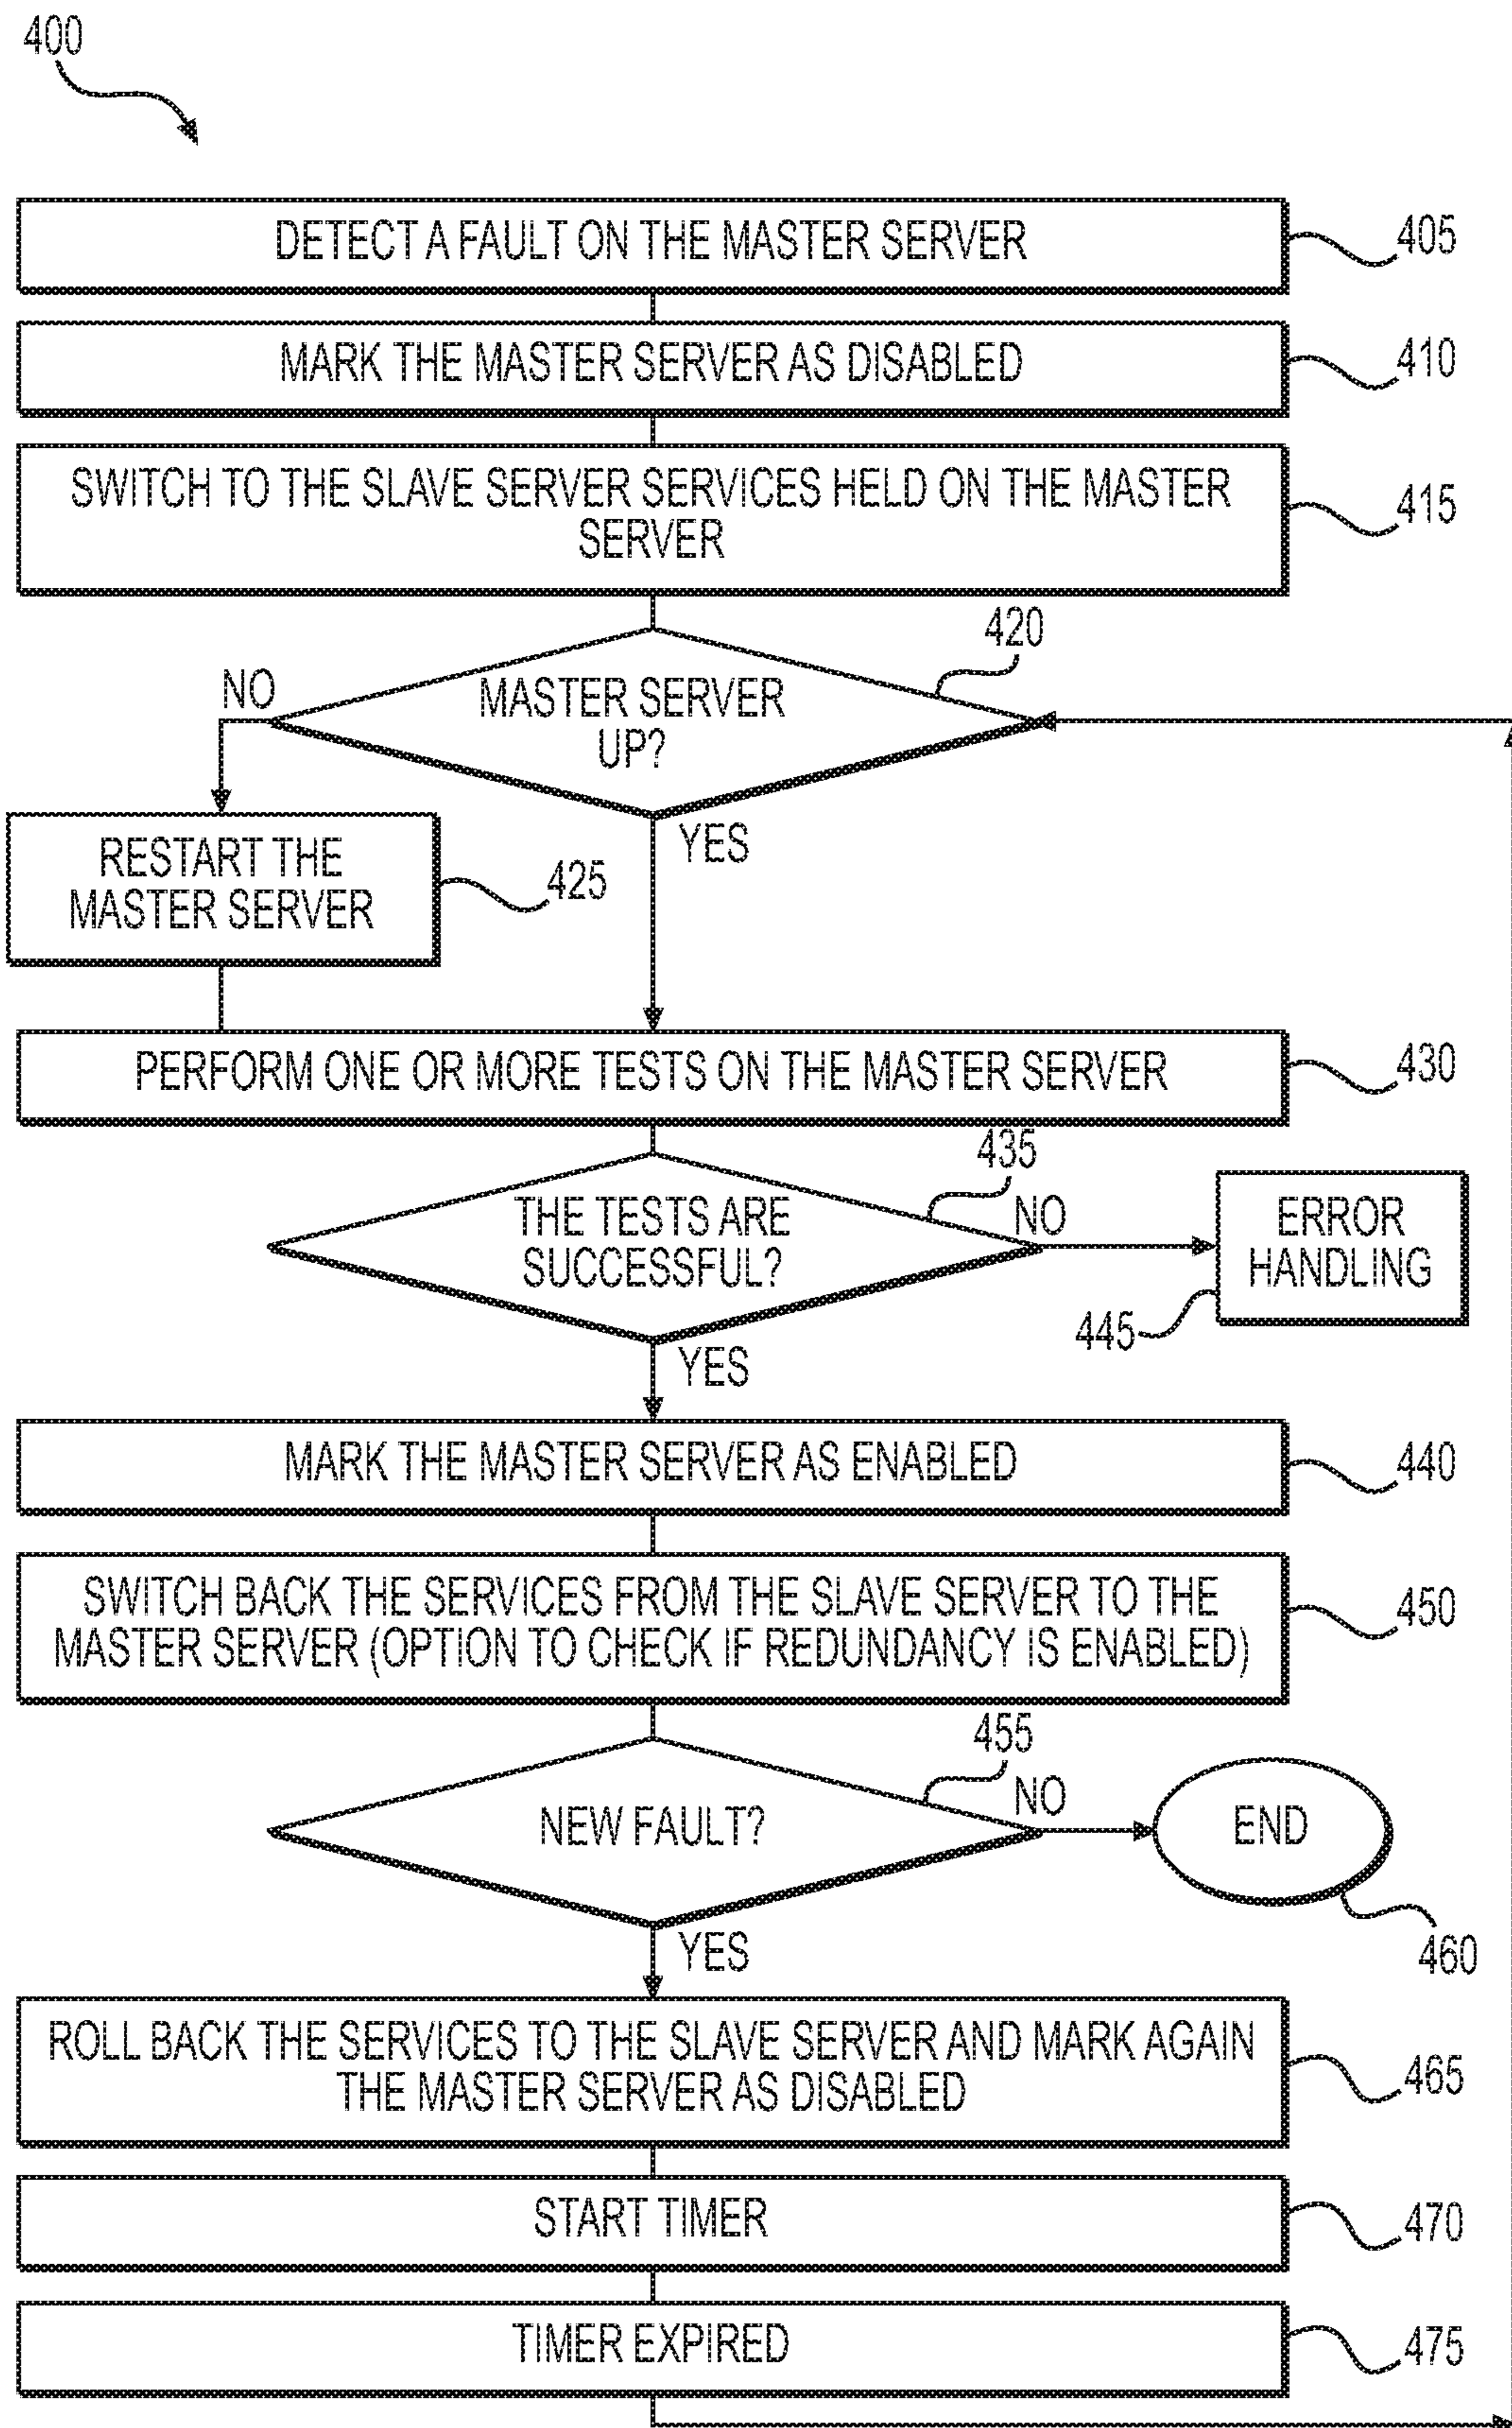 400
DETECT A FAULT ON THE MASTER SERVER
405
MARK THE MASTER SERVER AS DISABLED
410
SWITCH TO THE SLAVE SERVER SERVICES HELD ON THE MASTER
SERVER
415
420
NO
MASTER SERVER
UP?
YES
RESTART THE
MASTER SERVER
425
PERFORM ONE OR MORE TESTS ON THE MASTER SERVER
430
435
THE TESTS ARE
SUCCESSFUL?
NO
ERROR
HANDLING
445
YES
MARK THE MASTER SERVER AS ENABLED
440
SWITCH BACK THE SERVICES FROM THE SLAVE SERVER TO THE
MASTER SERVER (OPTION TO CHECK IF REDUNDANCY IS ENABLED)
450
455
NEW FAULT?
NO
END
460
YES
ROLL BACK THE SERVICES TO THE SLAVE SERVER AND MARK AGAIN
THE MASTER SERVER AS DISABLED
465
START TIMER
470
TIMER EXPIRED
475